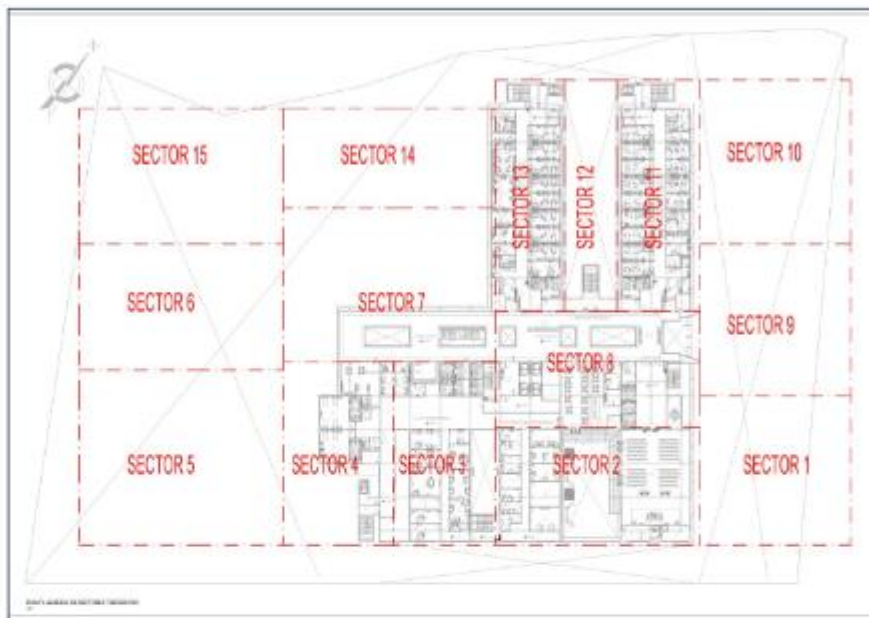 SECTOR 15
SECTOR 14
SECTOR 13
SECTOR 12
SECTOR 11
SECTOR 10
SECTOR 6
SECTOR 7
SECTOR 8
SECTOR 9
SECTOR 5
SECTOR 4
SECTOR 3
SECTOR 2
SECTOR 1